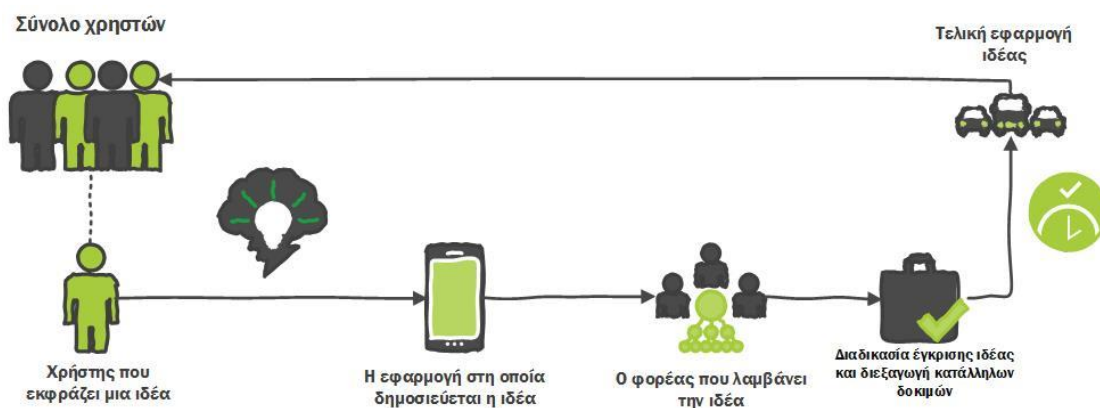 Σύνολο χρηστών
Τελική εφαρμογή
ιδέας
Χρήστης που
εκφράζει μια ιδέα
Η εφαρμογή στη οποία
δημοσιεύεται η ιδέα
Ο φορέας που λαμβάνει
την ιδέα
Διαδικασία έγκρισης ιδέας
και διεξαγωγή κατάλληλων
δοκιμών